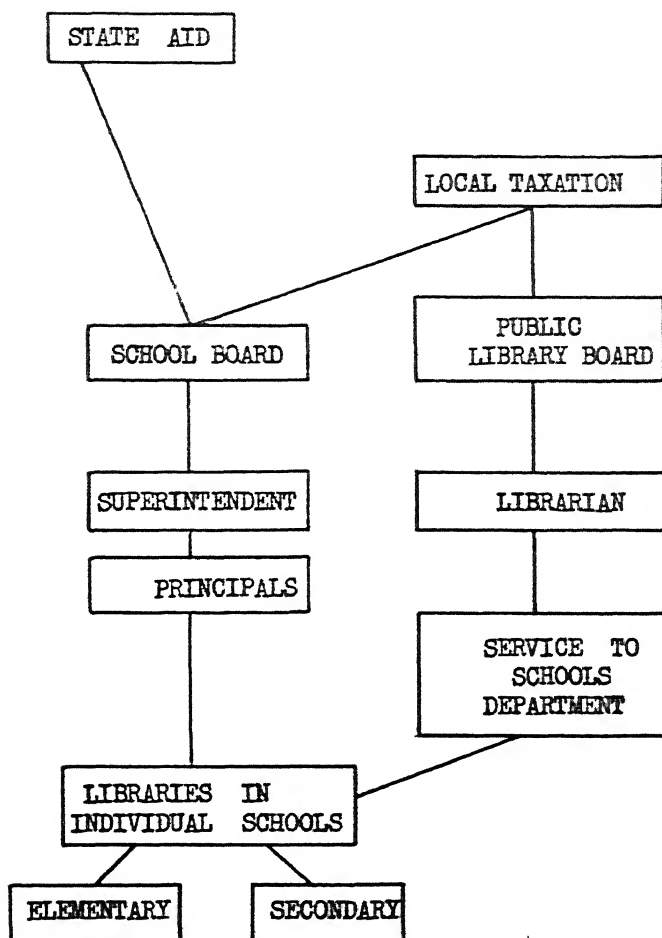 STATE AID
LOCAL TAXATION
SCHOOL BOARD
PUBLIC
LIBRARY BOARD
SUPERINTENDENT
LIBRARIAN
PRINCIPALS
SERVICE TO
SCHOOLS
DEPARTMENT
LIBRARIES IN
INDIVIDUAL SCHOOLS
ELEMENTARY
SECONDARY